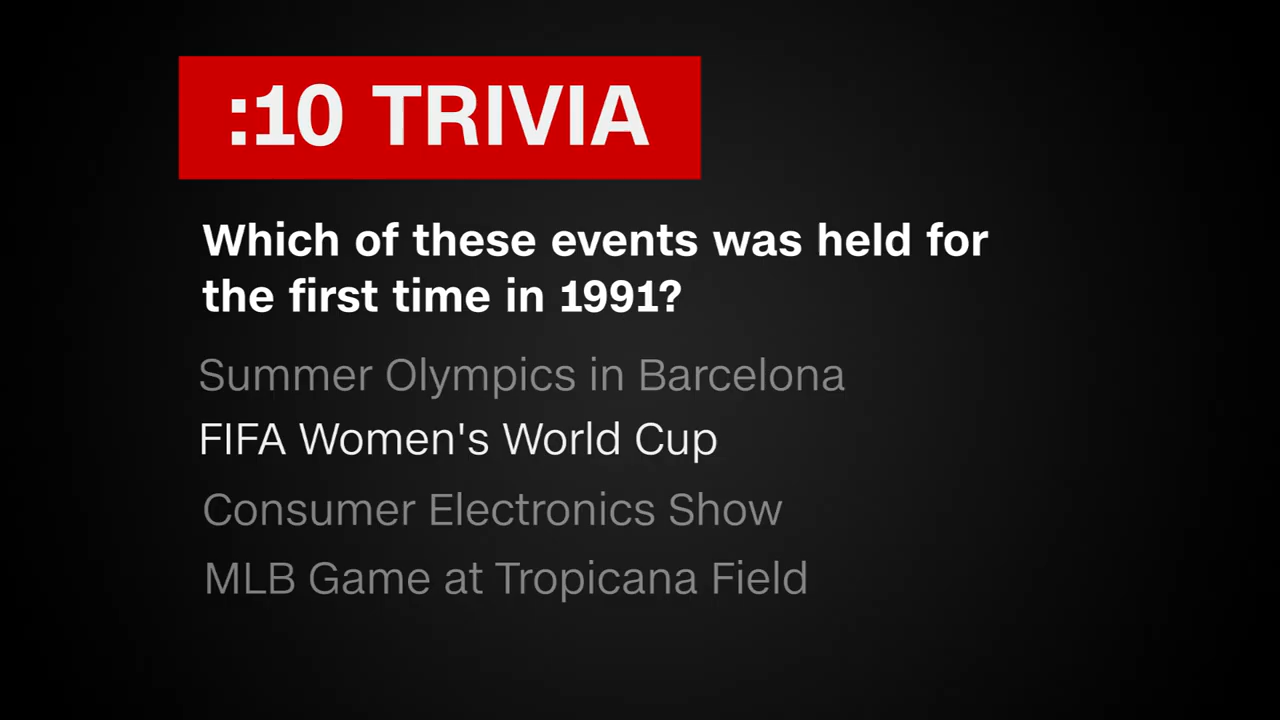 :10 TRIVIA
Which of these events was held for
the first time in 1991?
Summer Olympics in Barcelona
FIFA Women's World Cup
Consumer Electronics Show
MLB Game at Tropicana Field